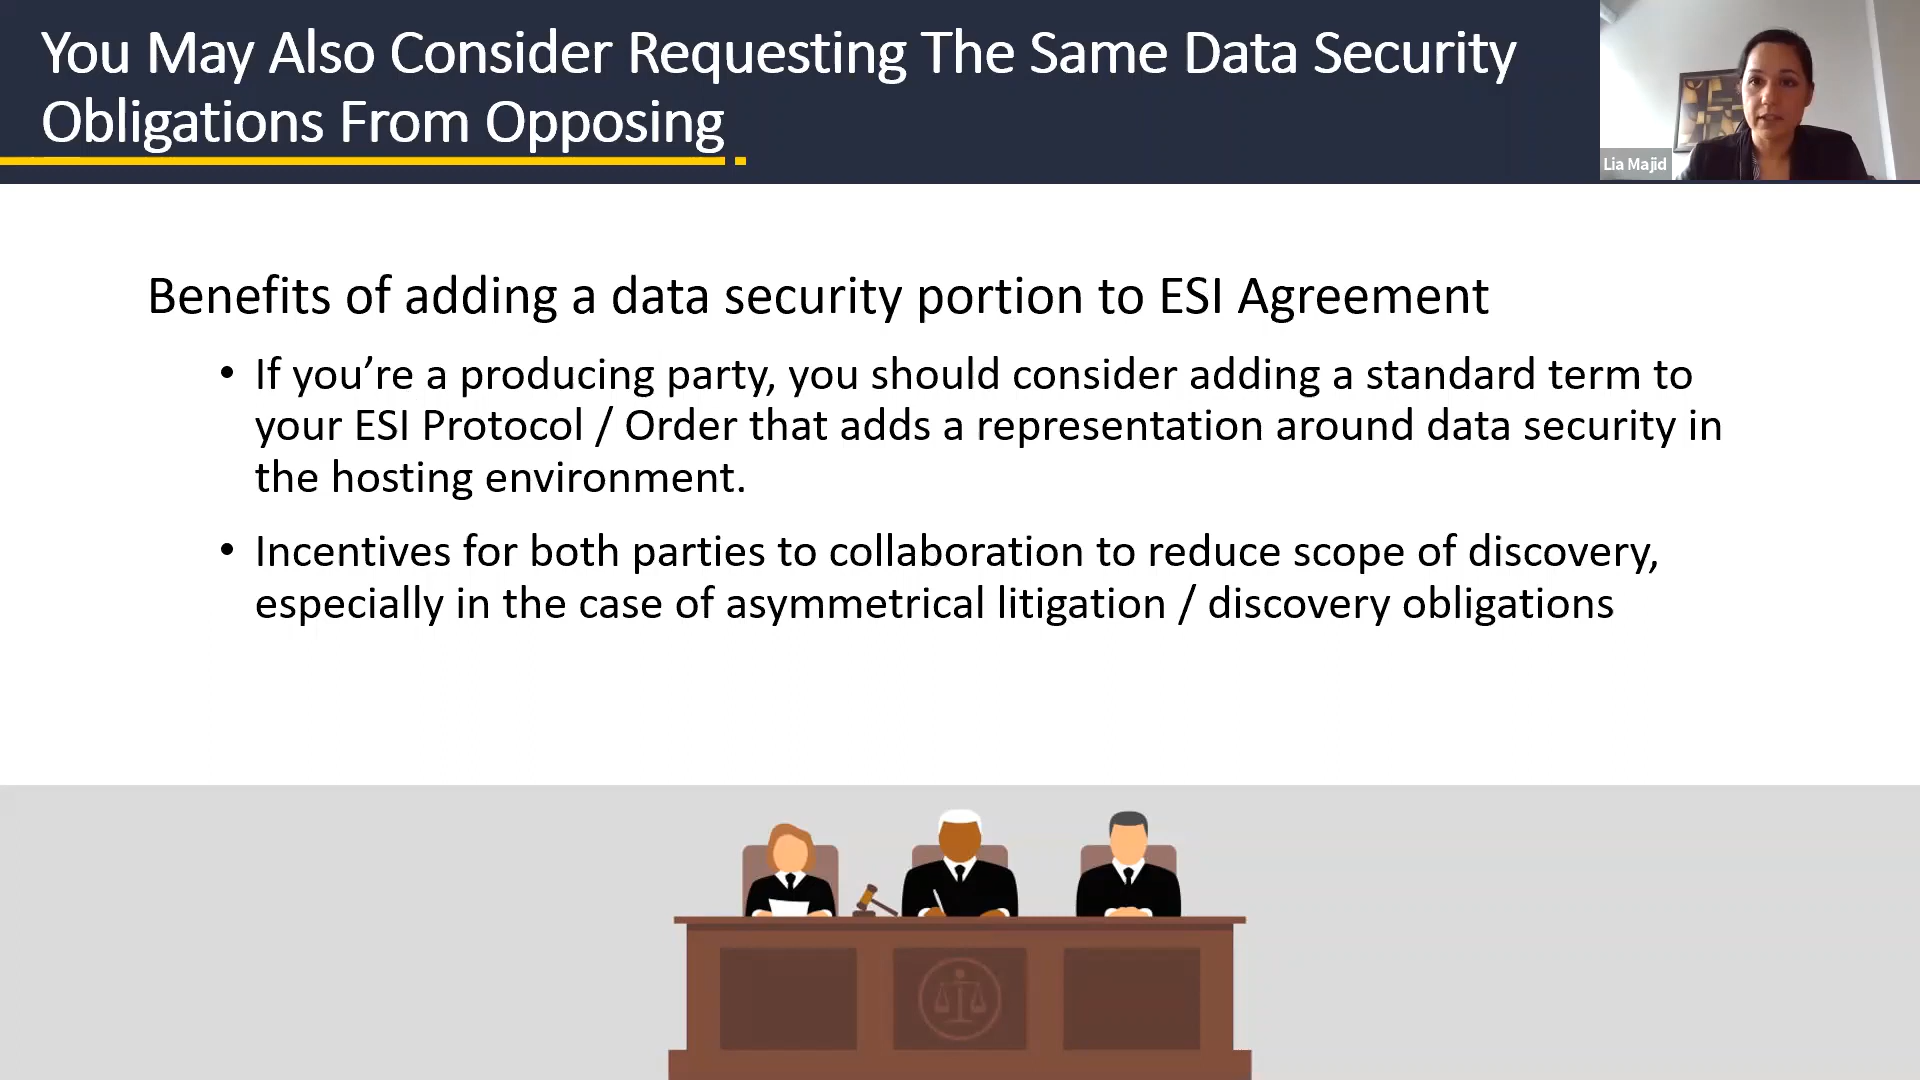 You May Also Consider Requesting The Same Data Security
Obligations From Opposing
Lia Majid
Benefits of adding a data security portion to ESI Agreement
• If you’re a producing party, you should consider adding a standard term to
your ESI Protocol / Order that adds a representation around data security in
the hosting environment.
• Incentives for both parties to collaboration to reduce scope of discovery,
especially in the case of asymmetrical litigation / discovery obligations